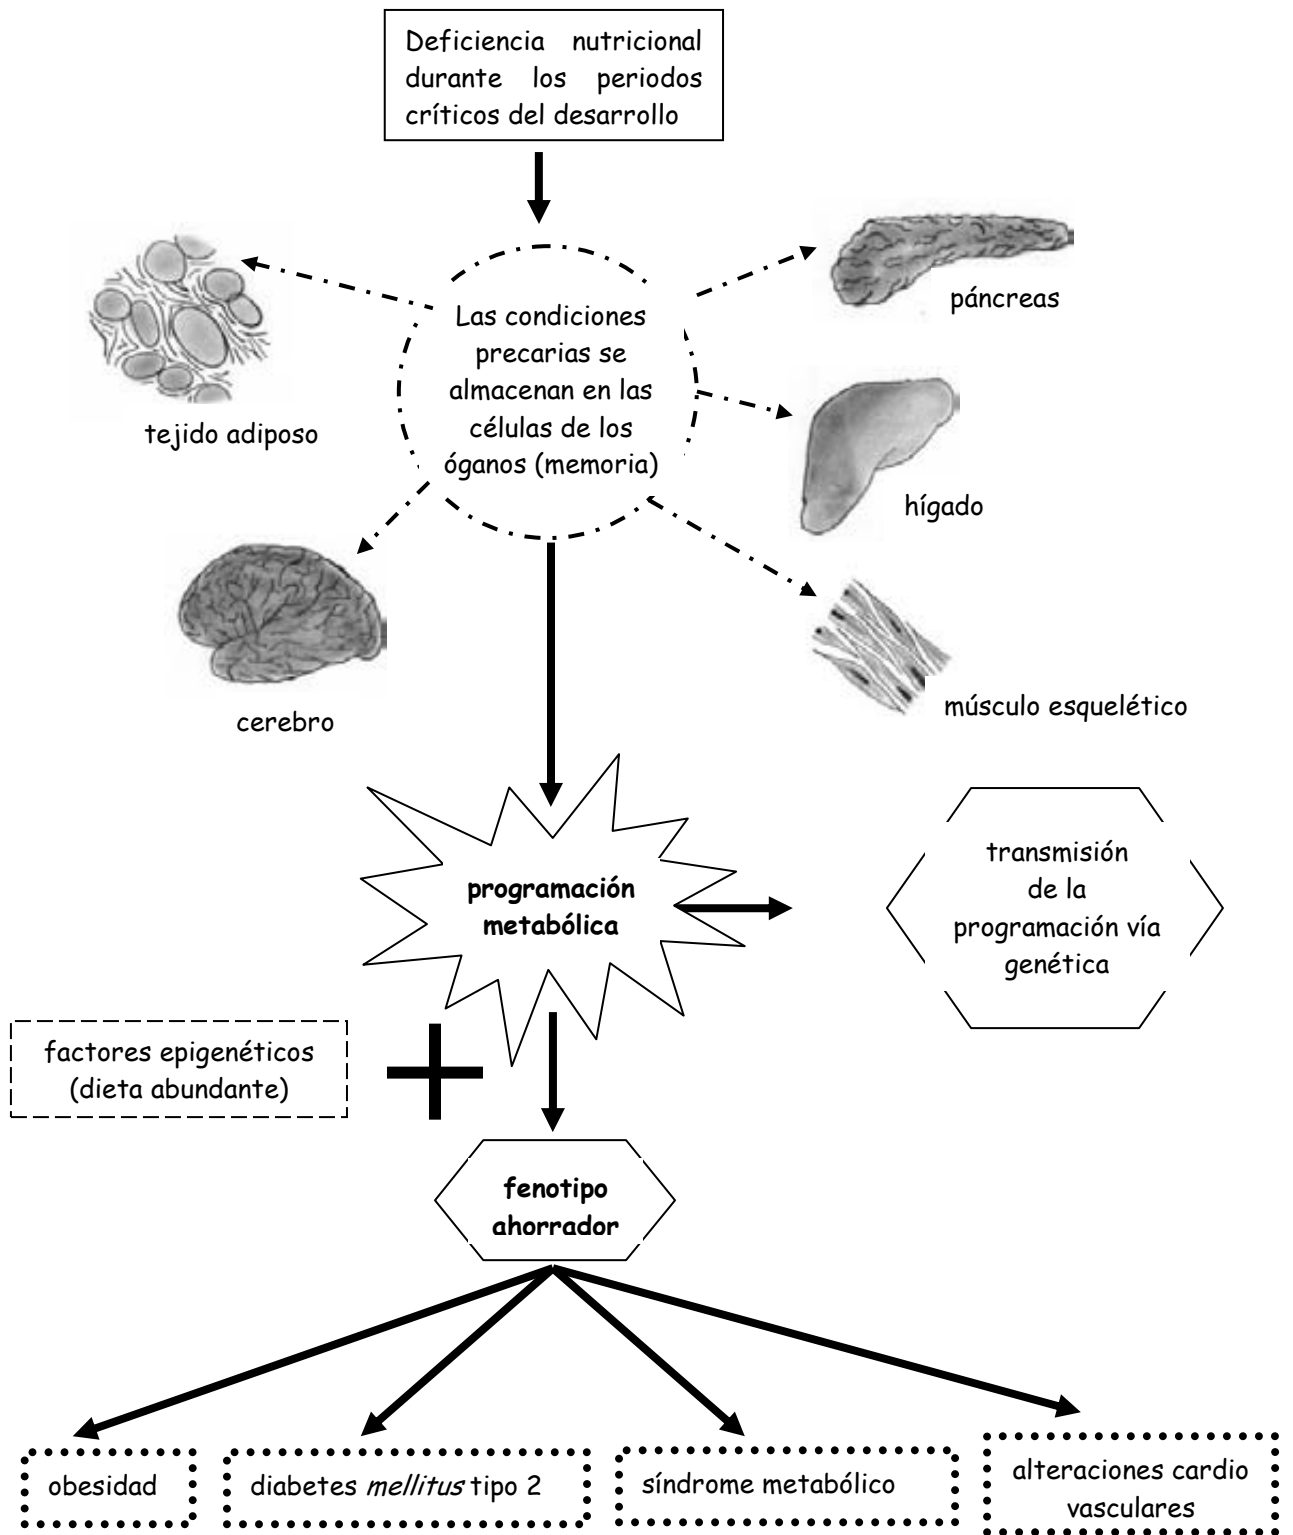 Deficiencia nutricional
durante los periodos
críticos del desarrollo
páncreas
Las condiciones
precarias se
almacenan en las
células de los
óganos (memoria)
tejido adiposo
hígado
cerebro
músculo esquelético
programación
metabólica
transmisión
de la
programación vía
genética
factores epigenéticos
(dieta abundante)
fenotipo
ahorrador
obesidad
diabetes mellitus tipo 2
síndrome metabólico
alteraciones cardio
vasculares